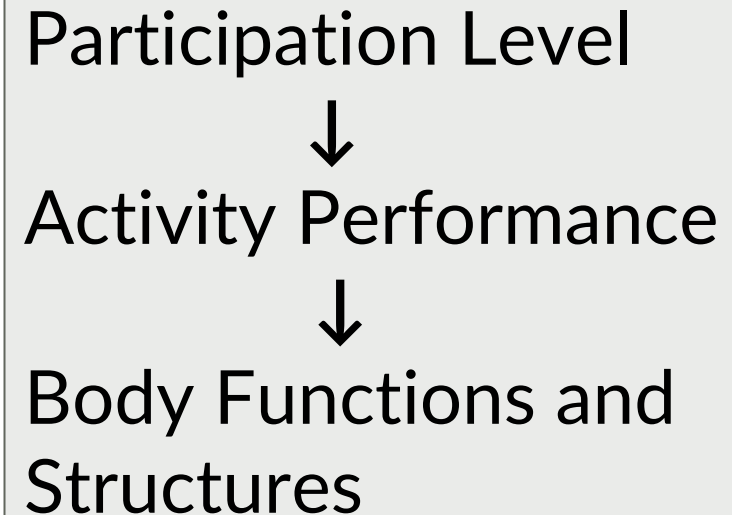 Participation Level
↓
Activity Performance
↓
Body Functions and
Structures